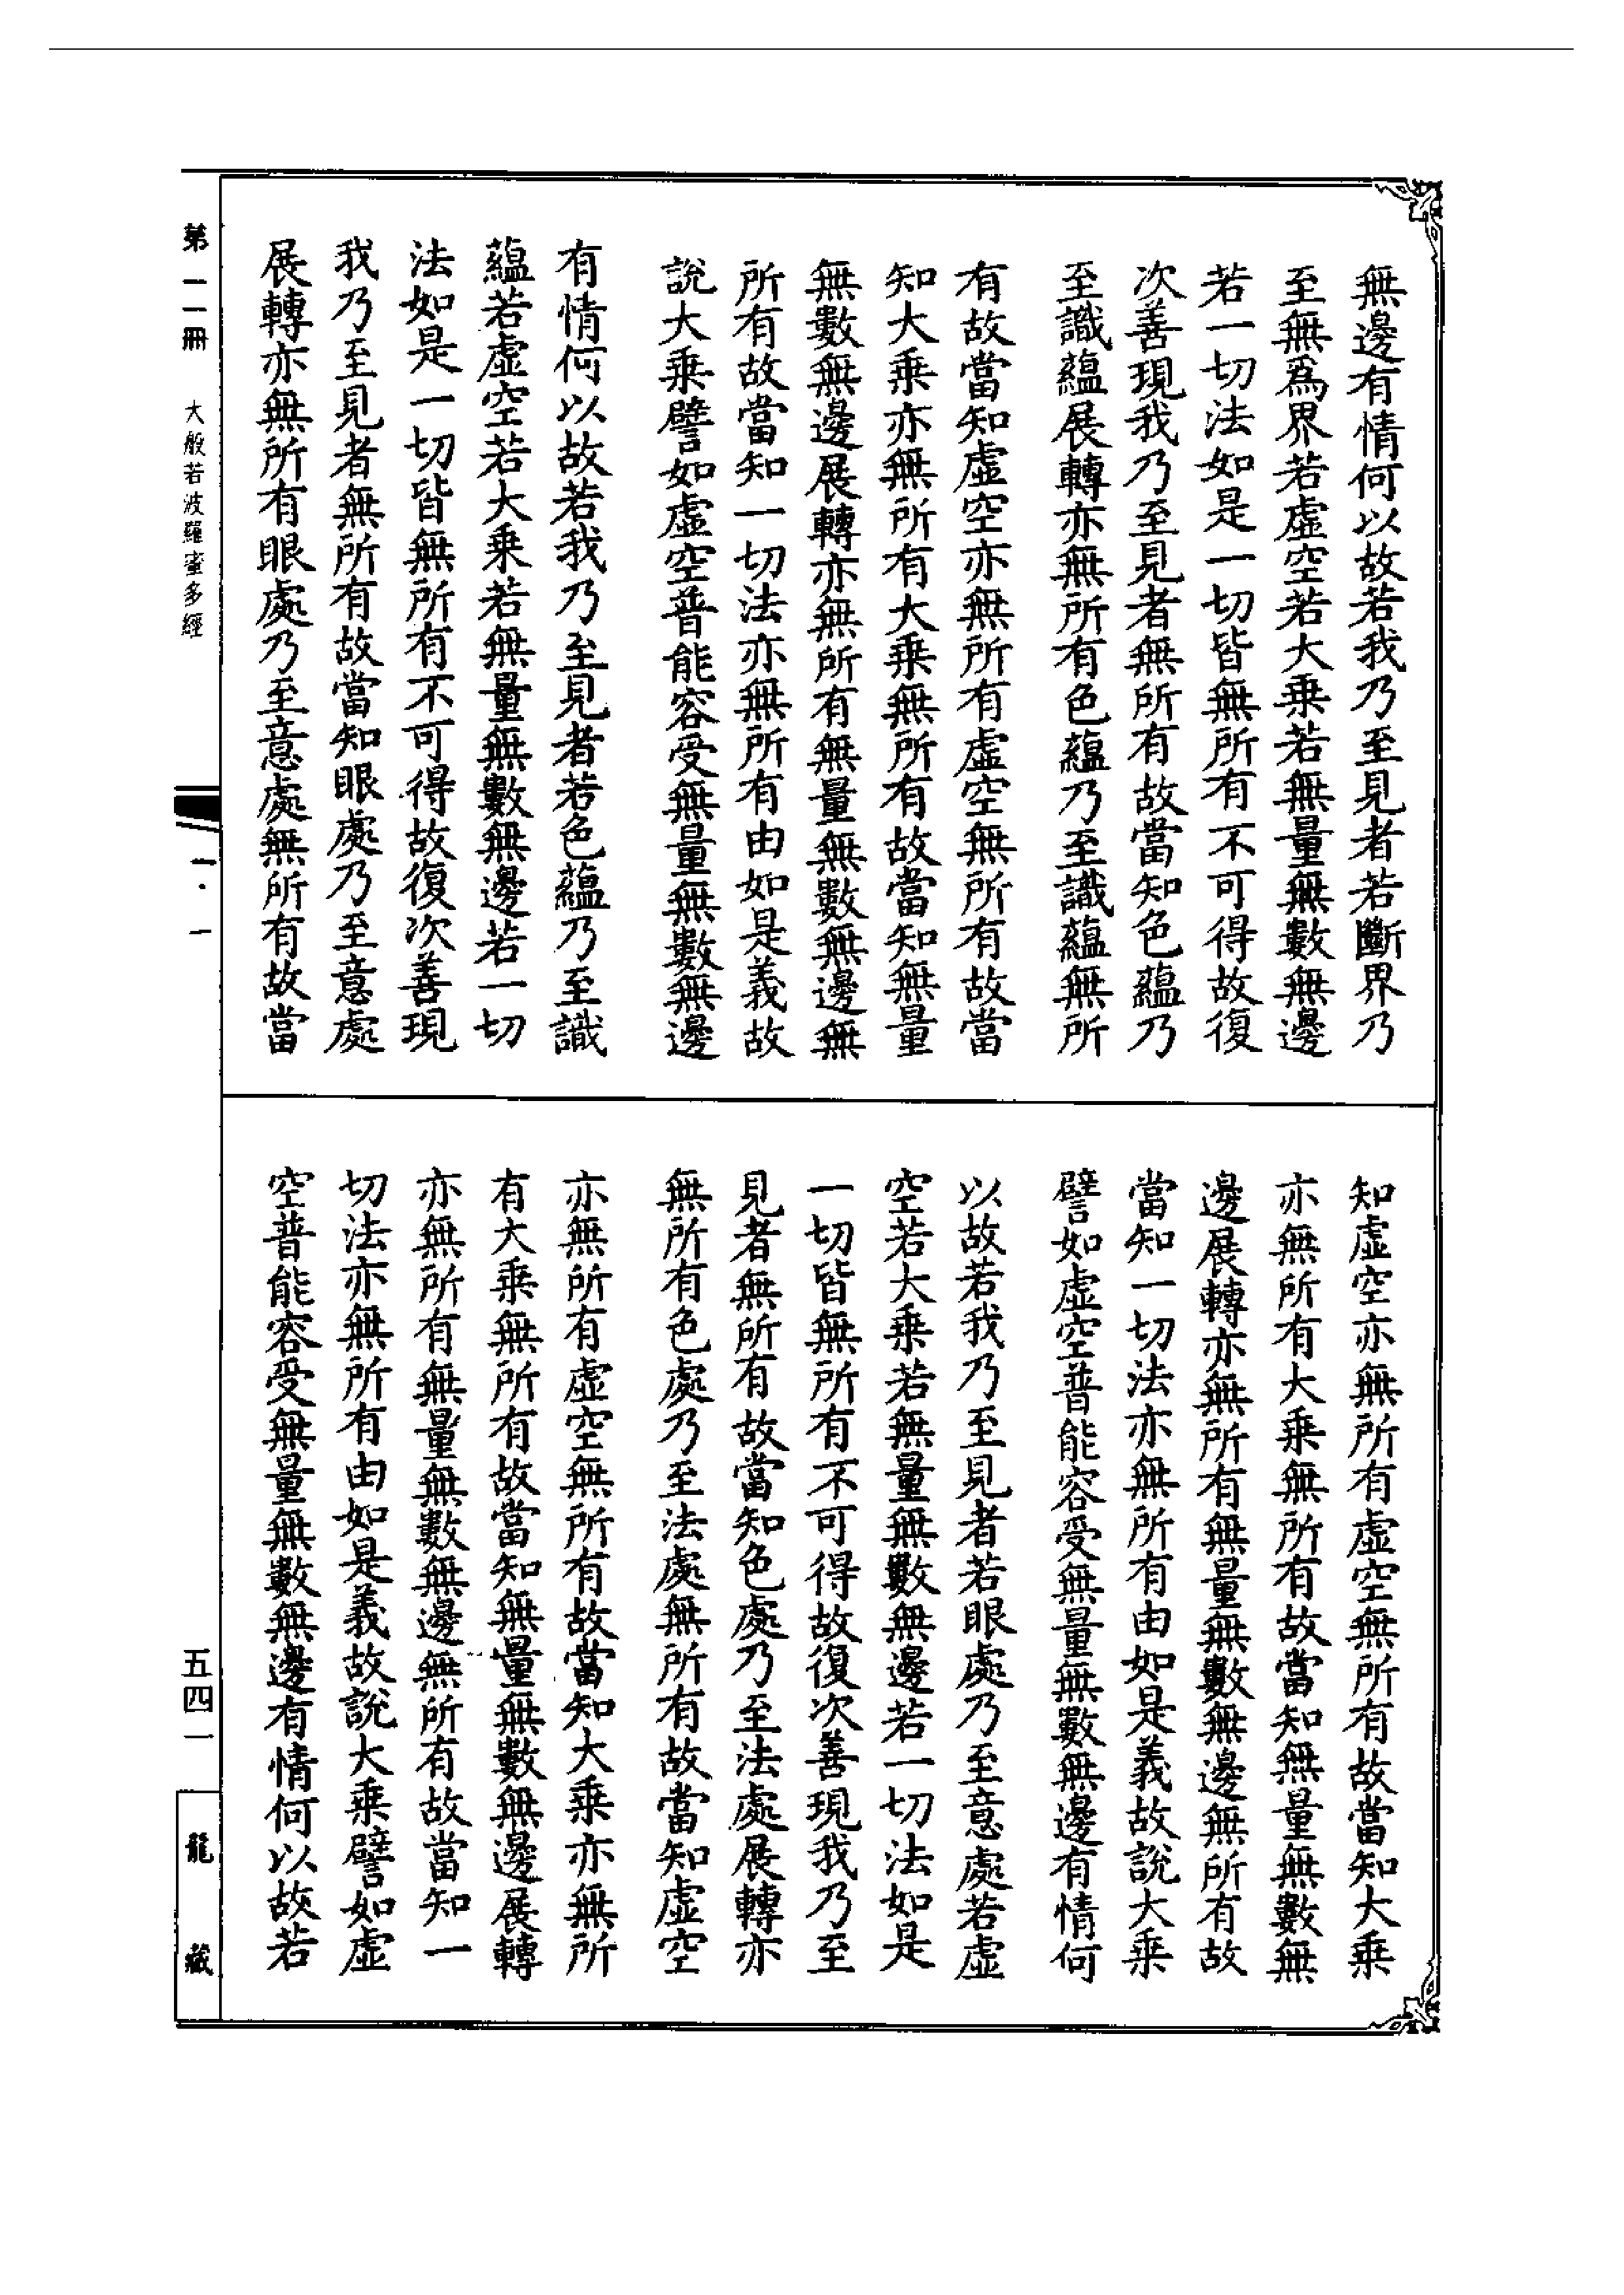 無邊有情何以故若我乃至見者若斷界乃
至無為界若虛空若大乘若無量無數無邊
若一切法如是一切皆無所有不可得故復
次善現我乃至見者無所有故當知色蘊乃
至識蘊展轉亦無所有色蘊乃至識蘊無所
有故當知虛空亦無所有虛空無所有故當
知大乘亦無所有大乘無所有故當知無量
無數無邊展轉亦無所有無量無數無邊無
所有故當知一切法亦無所有由如是義故
說大乘譬如虛空普能容受無量無數無邊
有情何以故若我乃至見者若色蘊乃至識
蘊若虛空若大乘若無量無數無邊若一切
法如是一切皆無所有不可得故復次善現
我乃至見者無所有故當知眼處乃至意處
展轉亦無所有眼處乃至意處無所有故當
知虛空亦無所有虛空無所有故當知大乘
亦無所有大乘無所有故當知無量無數無
邊展轉亦無所有無量無數無邊無所有故
當知一切法亦無所有由如是義故說大乘
譬如虛空普能容受無量無數無邊有情何
以故若我乃至見者若眼處乃至意處若虛
空若大乘若無量無數無邊若一切法如是
一切皆無所有不可得故復次善現我乃至
見者無所有故當知色處乃至法處展轉亦
無所有色處乃至法處無所有故當知虛空
亦無所有虛空無所有故當知大乘亦無所
有大乘無所有故當知無量無數無邊展轉
亦無所有無量無數無邊無所有故當知一
切法亦無所有由如是義故說大乘譬如虛
空普能容受無量無數無邊有情何以故若
第二冊 大般若波羅蜜多經
一·一
五四一
龍藏